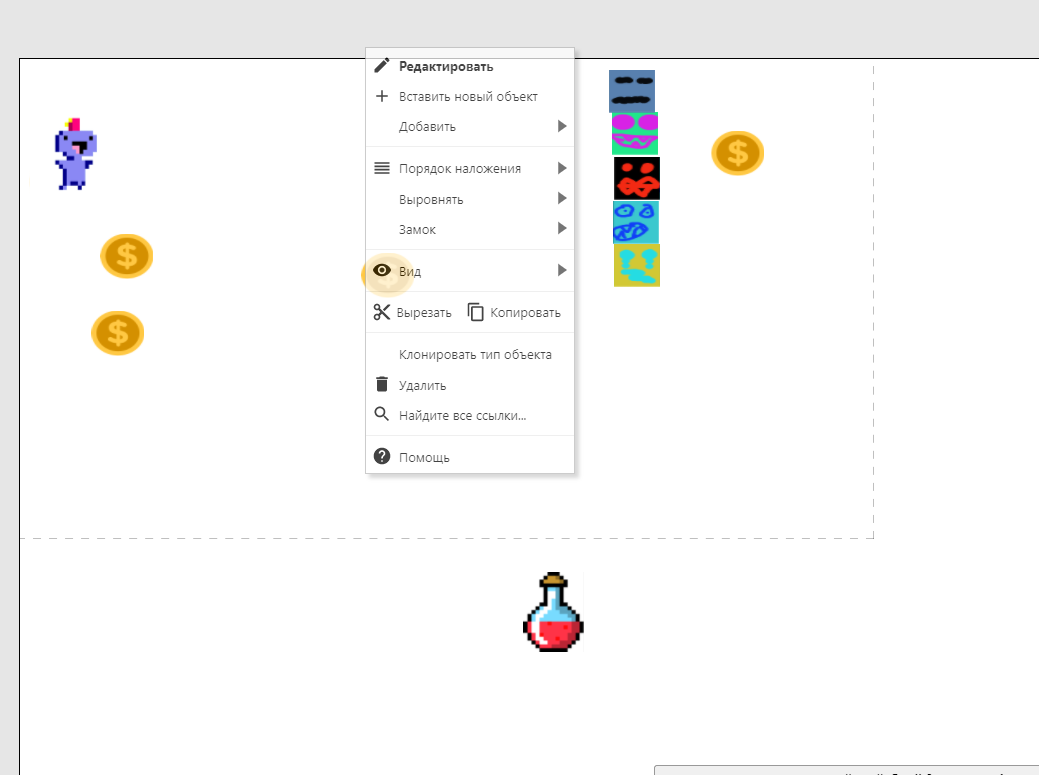 Редактировать
Вставить новый объект
Добавить
Порядок наложения
Выровнять
Замок
Вид
Вырезать Копировать
Клонировать тип объекта
Удалить
Найдите все ссылки...
Помощь
$
$
$